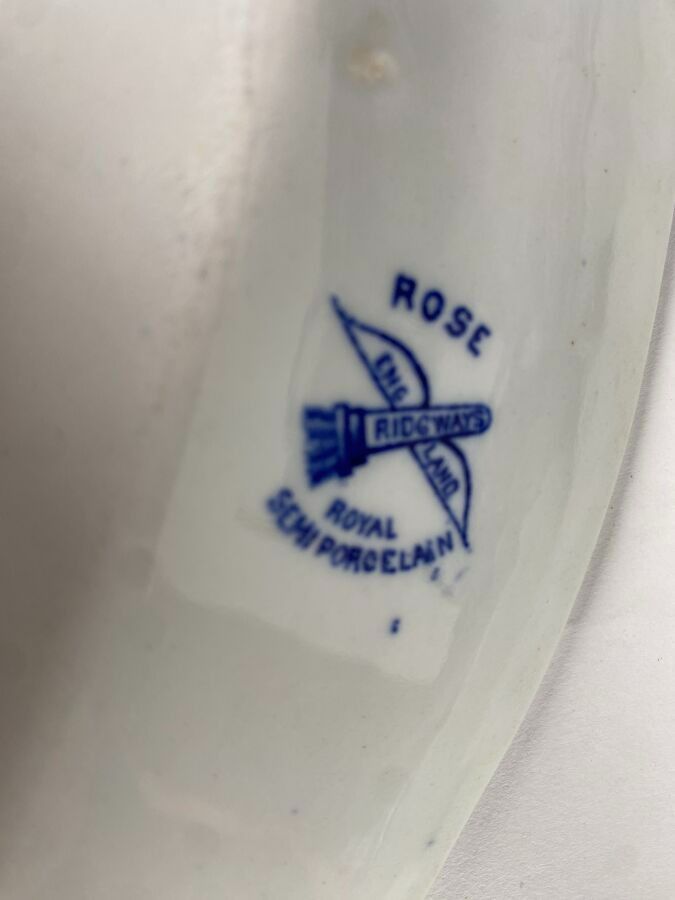 ROSE
ENG
RIDGWAYS
LAND
ROYAL
SEMI PORCELAIN